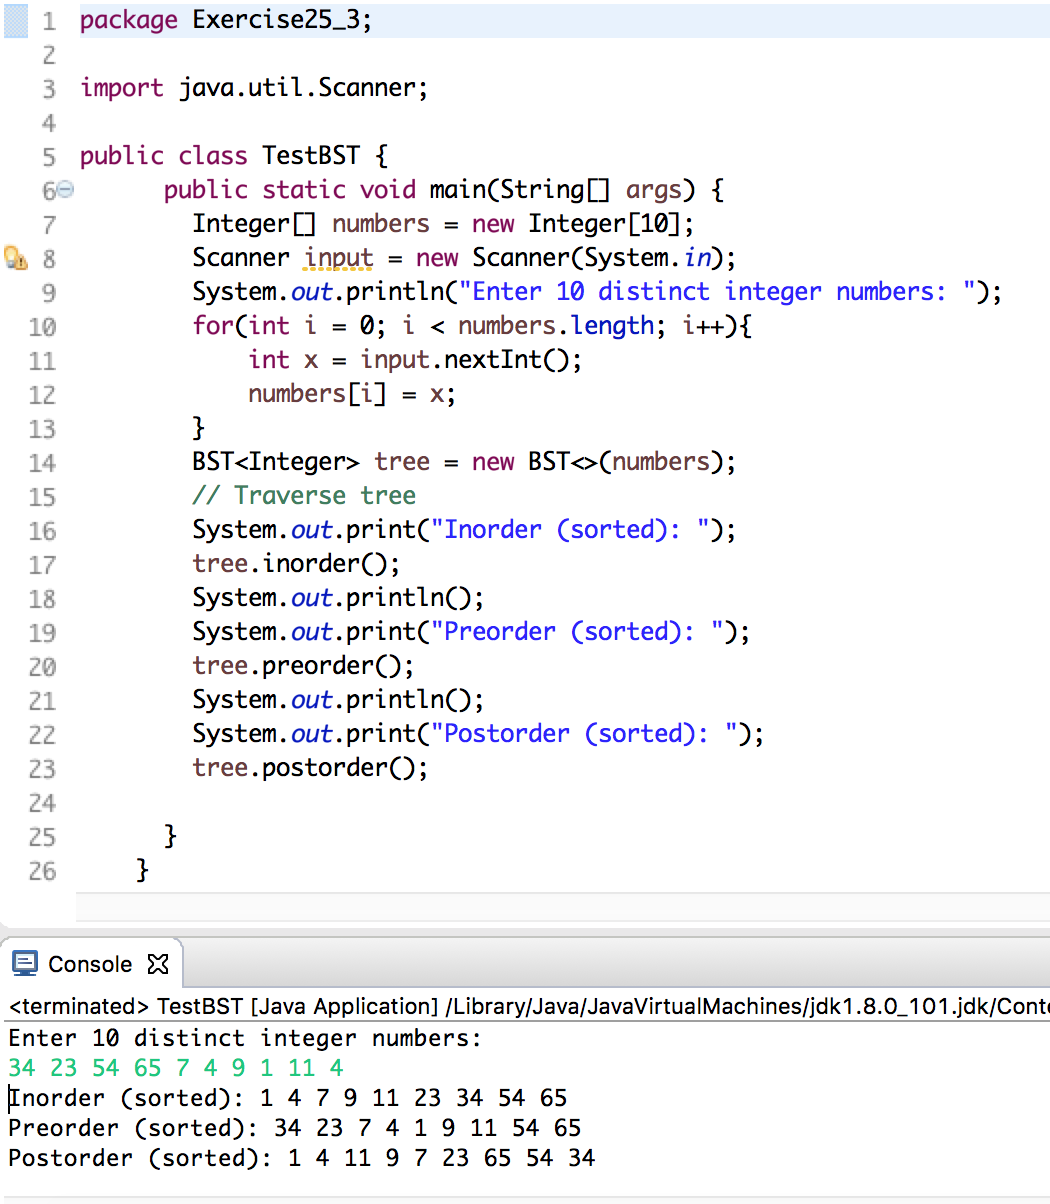 1 package Exercise25_3;
2
3 import java.util.Scanner;
4
5 public class TestBST {
6 public static void main(String[] args) {
7 Integer[] numbers = new Integer[10];
8 Scanner input = new Scanner(System.in);
9 System.out.println("Enter 10 distinct integer numbers: ");
10 for(int i = 0; i < numbers.length; i++){
11 int x = input.nextInt();
12 numbers[i] = x;
13 }
14 BST<Integer> tree = new BST<>(numbers);
15 // Traverse tree
16 System.out.print("Inorder (sorted): ");
17 tree.inorder();
18 System.out.println();
19 System.out.print("Preorder (sorted): ");
20 tree.preorder();
21 System.out.println();
22 System.out.print("Postorder (sorted): ");
23 tree.postorder();
24
25 }
26 }
Console
<terminated> TestBST [Java Application] /Library/Java/JavaVirtualMachines/jdk1.8.0_101.jdk/Conte
Enter 10 distinct integer numbers:
34 23 54 65 7 4 9 1 11 4
Inorder (sorted): 1 4 7 9 11 23 34 54 65
Preorder (sorted): 34 23 7 4 1 9 11 54 65
Postorder (sorted): 1 4 11 9 7 23 65 54 34